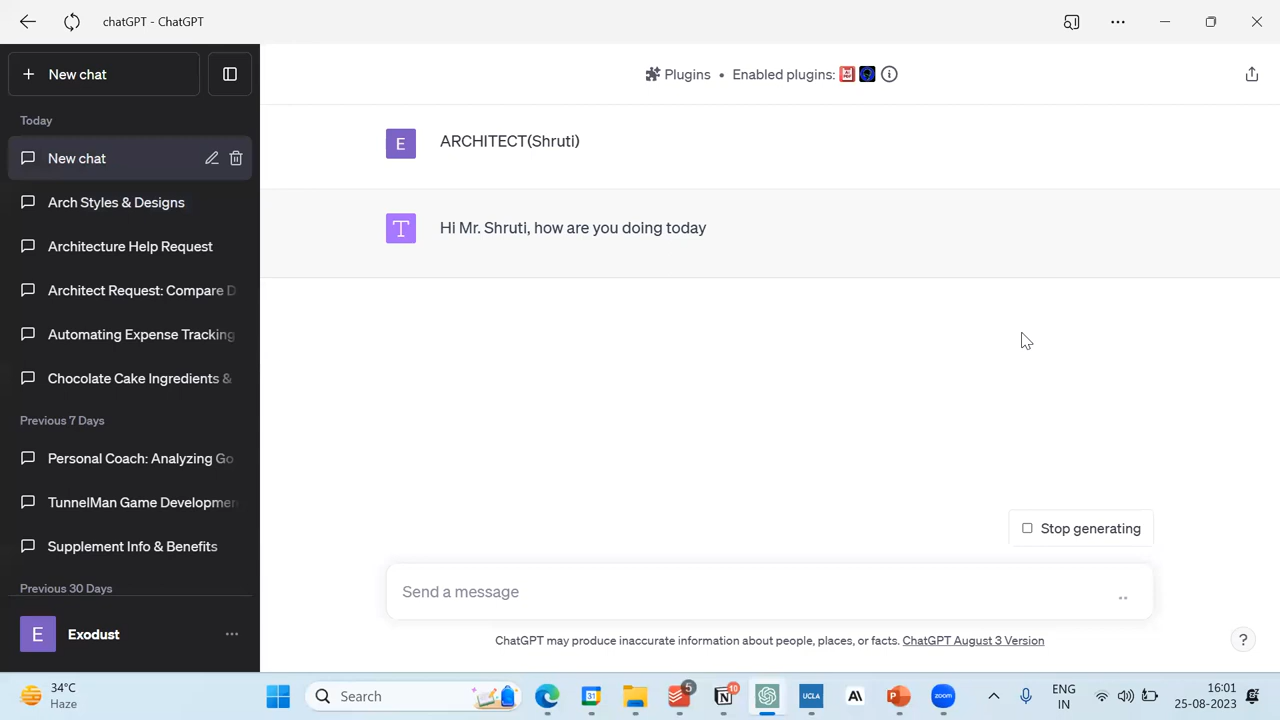 chatGPT - ChatGPT
New chat
Plugins • Enabled plugins:
Today
New chat
E
ARCHITECT(Shruti)
Arch Styles & Designs
T
Hi Mr. Shruti, how are you doing today
Architecture Help Request
Architect Request: Compare D
Automating Expense Tracking
Chocolate Cake Ingredients &
Previous 7 Days
Personal Coach: Analyzing Go
TunnelMan Game Developmen
Stop generating
Supplement Info & Benefits
Send a message
Previous 30 Days
E
Exodust
ChatGPT may produce inaccurate information about people, places, or facts. ChatGPT August 3 Version
?
34°C
Haze
Search
5
10
UCLA
zoom
ENG
IN
16:01
25-08-2023